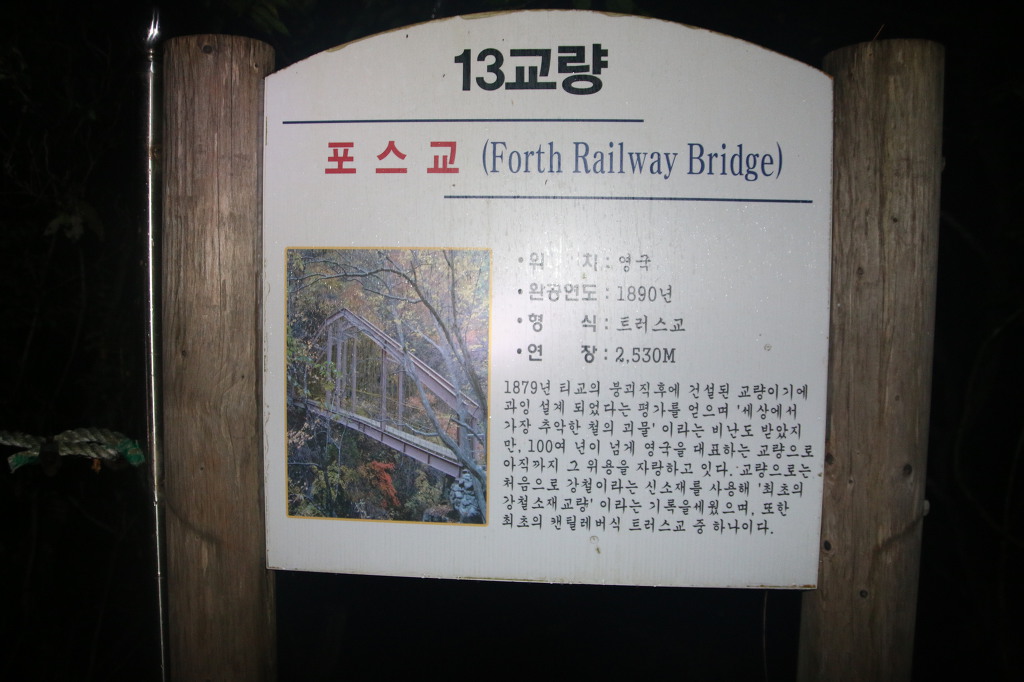 13교량
포스교 (Forth Railway Bridge)
·위 치 : 영국
·완공연도 : 1890년
·형 식 : 트러스교
·연 장 : 2,530M
1879년 티교의 붕괴직후에 건설된 교량이기에
과잉 설계 되었다는 평가를 얻으며 '세상에서
가장 추악한 철의 괴물' 이라는 비난도 받았지
만, 100여 년이 넘게 영국을 대표하는 교량으로
아직까지 그 위용을 자랑하고 있다. 교량으로는
처음으로 강철이라는 신소재를 사용해 '최초의
강철소재교량' 이라는 기록을세웠으며, 또한
최초의 캔틸레버식 트러스교 중 하나이다.